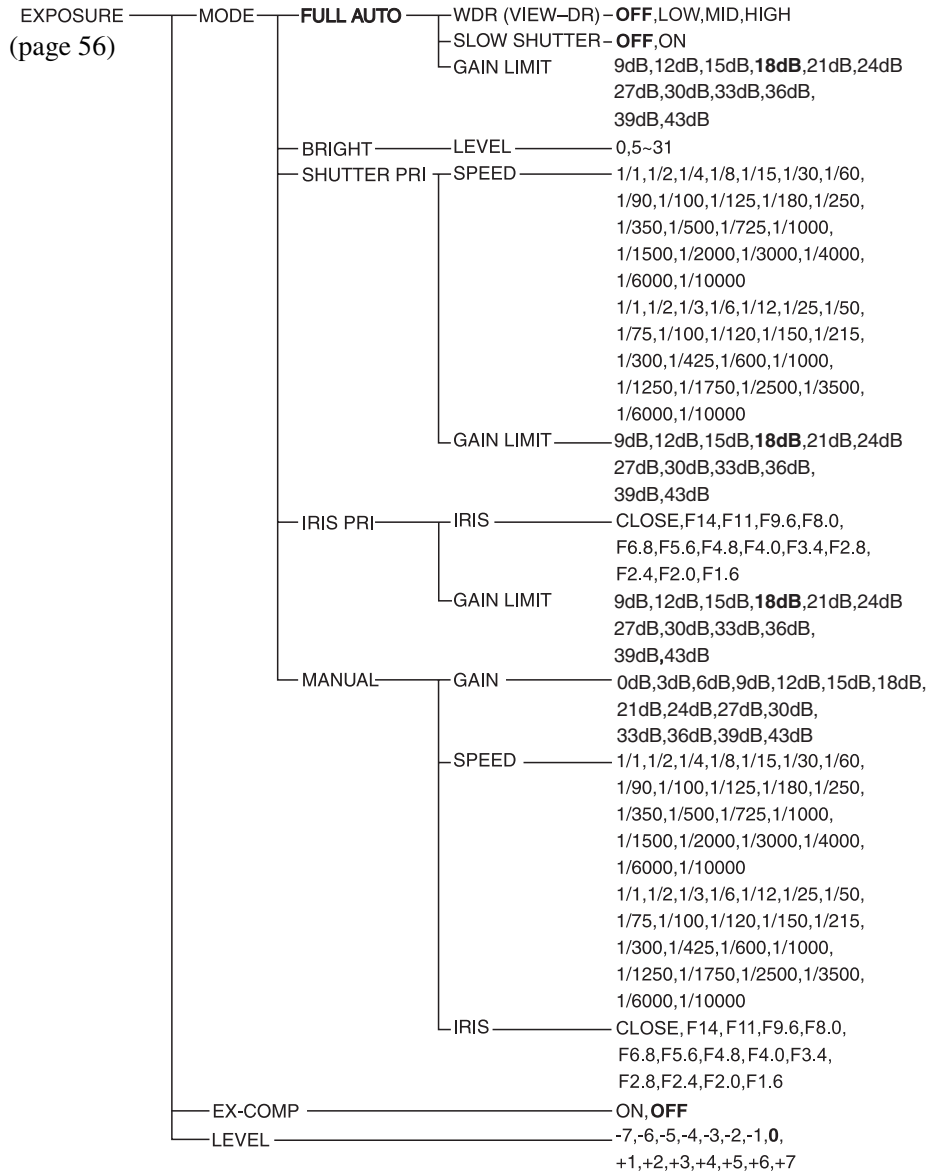 EXPOSURE MODE FULL AUTO WDR (VIEW–DR) OFF,LOW,MID,HIGH
(page 56) SLOW SHUTTER OFF,ON
GAIN LIMIT 9dB,12dB,15dB,18dB,21dB,24dB
27dB,30dB,33dB,36dB,
39dB,43dB
BRIGHT LEVEL 0,5~31
SHUTTER PRI SPEED 1/1,1/2,1/4,1/8,1/15,1/30,1/60,
1/90,1/100,1/125,1/180,1/250,
1/350,1/500,1/725,1/1000,
1/1500,1/2000,1/3000,1/4000,
1/6000,1/10000
1/1,1/2,1/3,1/6,1/12,1/25,1/50,
1/75,1/100,1/120,1/150,1/215,
1/300,1/425,1/600,1/1000,
1/1250,1/1750,1/2500,1/3500,
1/6000,1/10000
GAIN LIMIT 9dB,12dB,15dB,18dB,21dB,24dB
27dB,30dB,33dB,36dB,
39dB,43dB
IRIS PRI IRIS CLOSE,F14,F11,F9.6,F8.0,
F6.8,F5.6,F4.8,F4.0,F3.4,F2.8,
F2.4,F2.0,F1.6
GAIN LIMIT 9dB,12dB,15dB,18dB,21dB,24dB
27dB,30dB,33dB,36dB,
39dB,43dB
MANUAL GAIN 0dB,3dB,6dB,9dB,12dB,15dB,18dB,
21dB,24dB,27dB,30dB,
33dB,36dB,39dB,43dB
SPEED 1/1,1/2,1/4,1/8,1/15,1/30,1/60,
1/90,1/100,1/125,1/180,1/250,
1/350,1/500,1/725,1/1000,
1/1500,1/2000,1/3000,1/4000,
1/6000,1/10000
1/1,1/2,1/3,1/6,1/12,1/25,1/50,
1/75,1/100,1/120,1/150,1/215,
1/300,1/425,1/600,1/1000,
1/1250,1/1750,1/2500,1/3500,
1/6000,1/10000
IRIS CLOSE,F14,F11,F9.6,F8.0,
F6.8,F5.6,F4.8,F4.0,F3.4,
F2.8,F2.4,F2.0,F1.6
EX-COMP ON,OFF
LEVEL -7,-6,-5,-4,-3,-2,-1,0,
+1,+2,+3,+4,+5,+6,+7